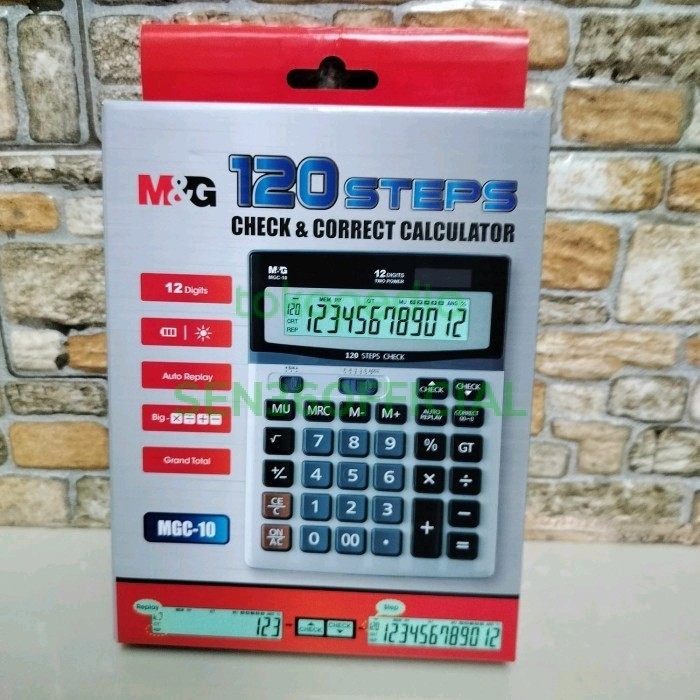 M&G 120 STEPS
CHECK & CORRECT CALCULATOR
12 Digits
Auto Replay
Big - × ÷ + −
Grand Total
MGC-10
M&G
MGC-10
12 DIGITS
TWO POWER
120
123456789012
120 STEPS CHECK
CHECK CHECK
MU MRC M- M+ AUTO REPLAY CORRECT
√ 7 8 9 % GT
+/− 4 5 6 × ÷
CE/C 1 2 3 + −
ON/AC 0 00 . =
tokopedia
SEN26OFFICIAL
Replay
123
CHECK CHECK
Step
123456789012